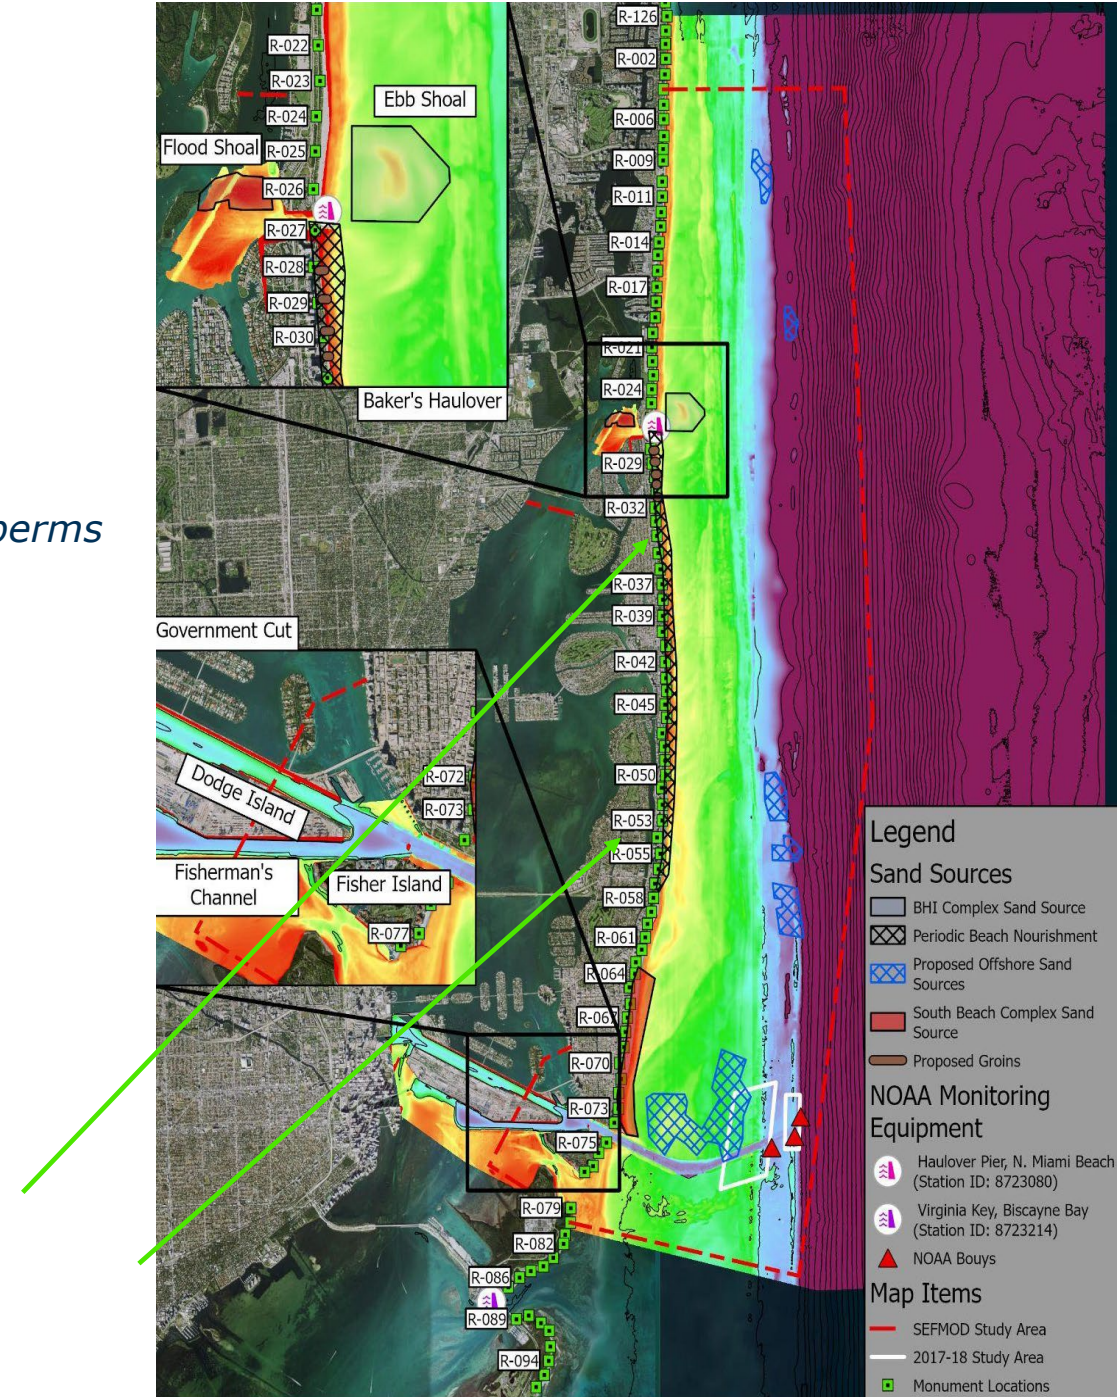 R-022
R-023
R-024
R-025
R-026
R-027
R-028
R-029
R-030
Ebb Shoal
Flood Shoal
Baker's Haulover
R-126
R-002
R-006
R-009
R-011
R-014
R-017
R-021
R-024
R-029
R-032
R-037
R-039
R-042
R-045
R-050
R-053
R-055
R-058
R-061
R-064
R-070
R-073
R-075
R-079
R-082
R-086
R-089
R-094
Government Cut
Dodge Island
Fisherman's
Channel
Fisher Island
R-072
R-073
R-077
Legend
Sand Sources
BHI Complex Sand Source
Periodic Beach Nourishment
Proposed Offshore Sand
Sources
South Beach Complex Sand
Source
Proposed Groins
NOAA Monitoring
Equipment
Haulover Pier, N. Miami Beach
(Station ID: 8723080)
Virginia Key, Biscayne Bay
(Station ID: 8723214)
NOAA Bouys
Map Items
SEFMOD Study Area
2017-18 Study Area
Monument Locations